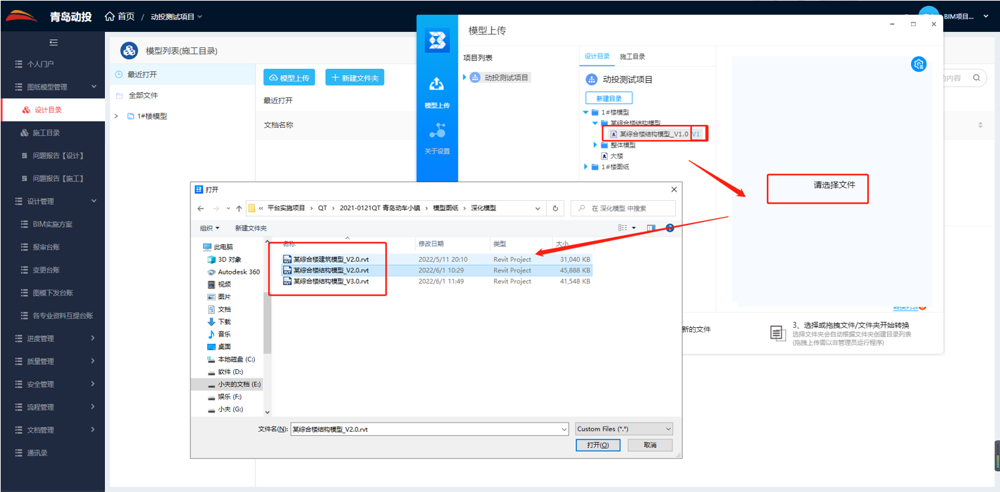 青岛动投
首页 / 动投测试项目
BIM项目...
个人门户
图纸模型管理
设计目录
施工目录
问题报告【设计】
问题报告【施工】
设计管理
BIM实施方案
报审台账
变更台账
图模下发台账
各专业资料互提台账
进度管理
质量管理
安全管理
流程管理
文档管理
通讯录
模型列表(施工目录)
最近打开
全部文件
1#楼模型
模型上传
新建文件夹
最近打开
文档名称
内容
模型上传
关于设置
模型上传
项目列表
动投测试项目
设计目录 施工目录
动投测试项目
新建目录
1#楼模型
某综合楼结构模型
某综合楼结构模型_V1.0 V1
整体模型
大楼
1#楼图纸
请选择文件
转换列表
新的文件
3、选择或拖拽文件/文件夹开始转换
选择文件夹会自动根据文件夹创建目录列表
(拖拽上传需以非管理员运行程序)
打开
« 平台实施项目 › QT › 2021-0121QT 青岛动车小镇 › 模型图纸 › 深化模型
在 深化模型 中搜索
组织 新建文件夹
名称 修改日期 类型 大小
此电脑
3D 对象
Autodesk 360
视频
图片
文档
下载
音乐
桌面
本地磁盘 (C:)
软件 (D:)
小夫的文档 (E:)
娱乐 (F:)
小夫 (G:)
某综合楼建筑模型_V2.0.rvt 2022/5/11 20:10 Revit Project 31,040 KB
某综合楼结构模型_V2.0.rvt 2022/6/1 10:29 Revit Project 45,888 KB
某综合楼结构模型_V3.0.rvt 2022/6/1 11:49 Revit Project 41,548 KB
文件名(N): 某综合楼结构模型_V2.0.rvt
Custom Files (*.*)
打开(O) 取消